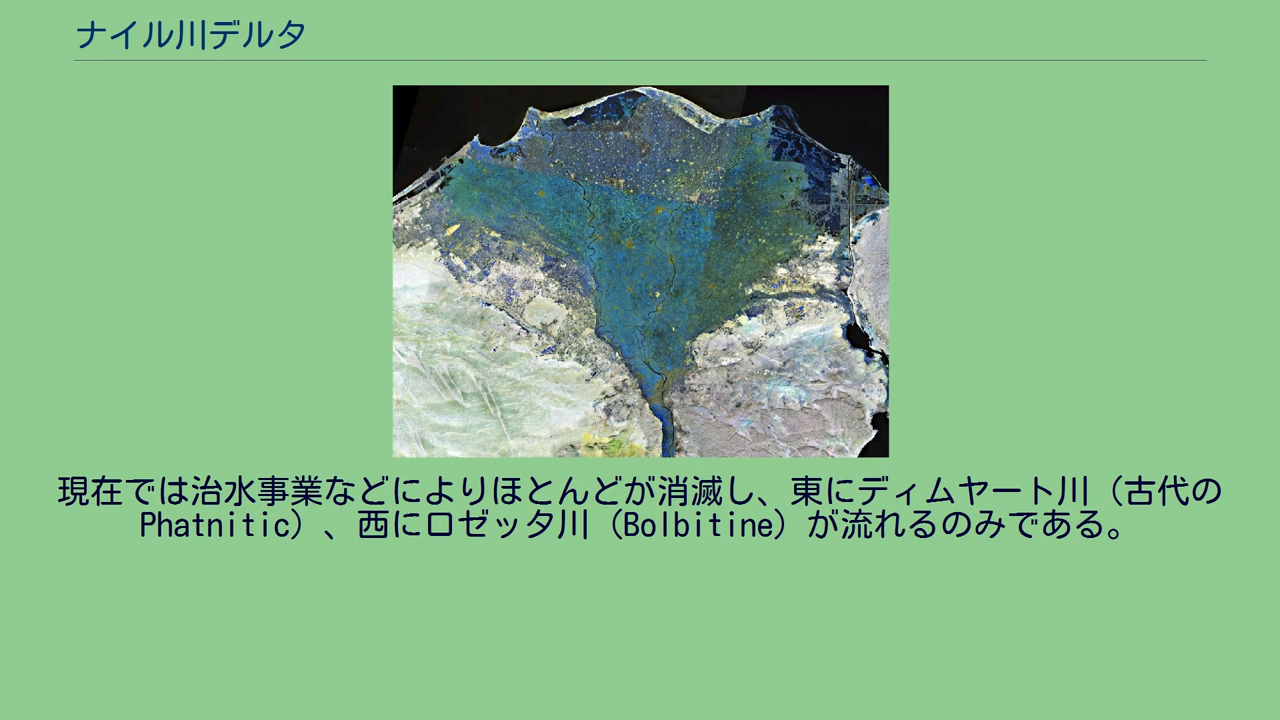 ナイル川デルタ
現在では治水事業などによりほとんどが消滅し、東にディムヤート川（古代の
Phatnitic）、西にロゼッタ川（Bolbitine）が流れるのみである。